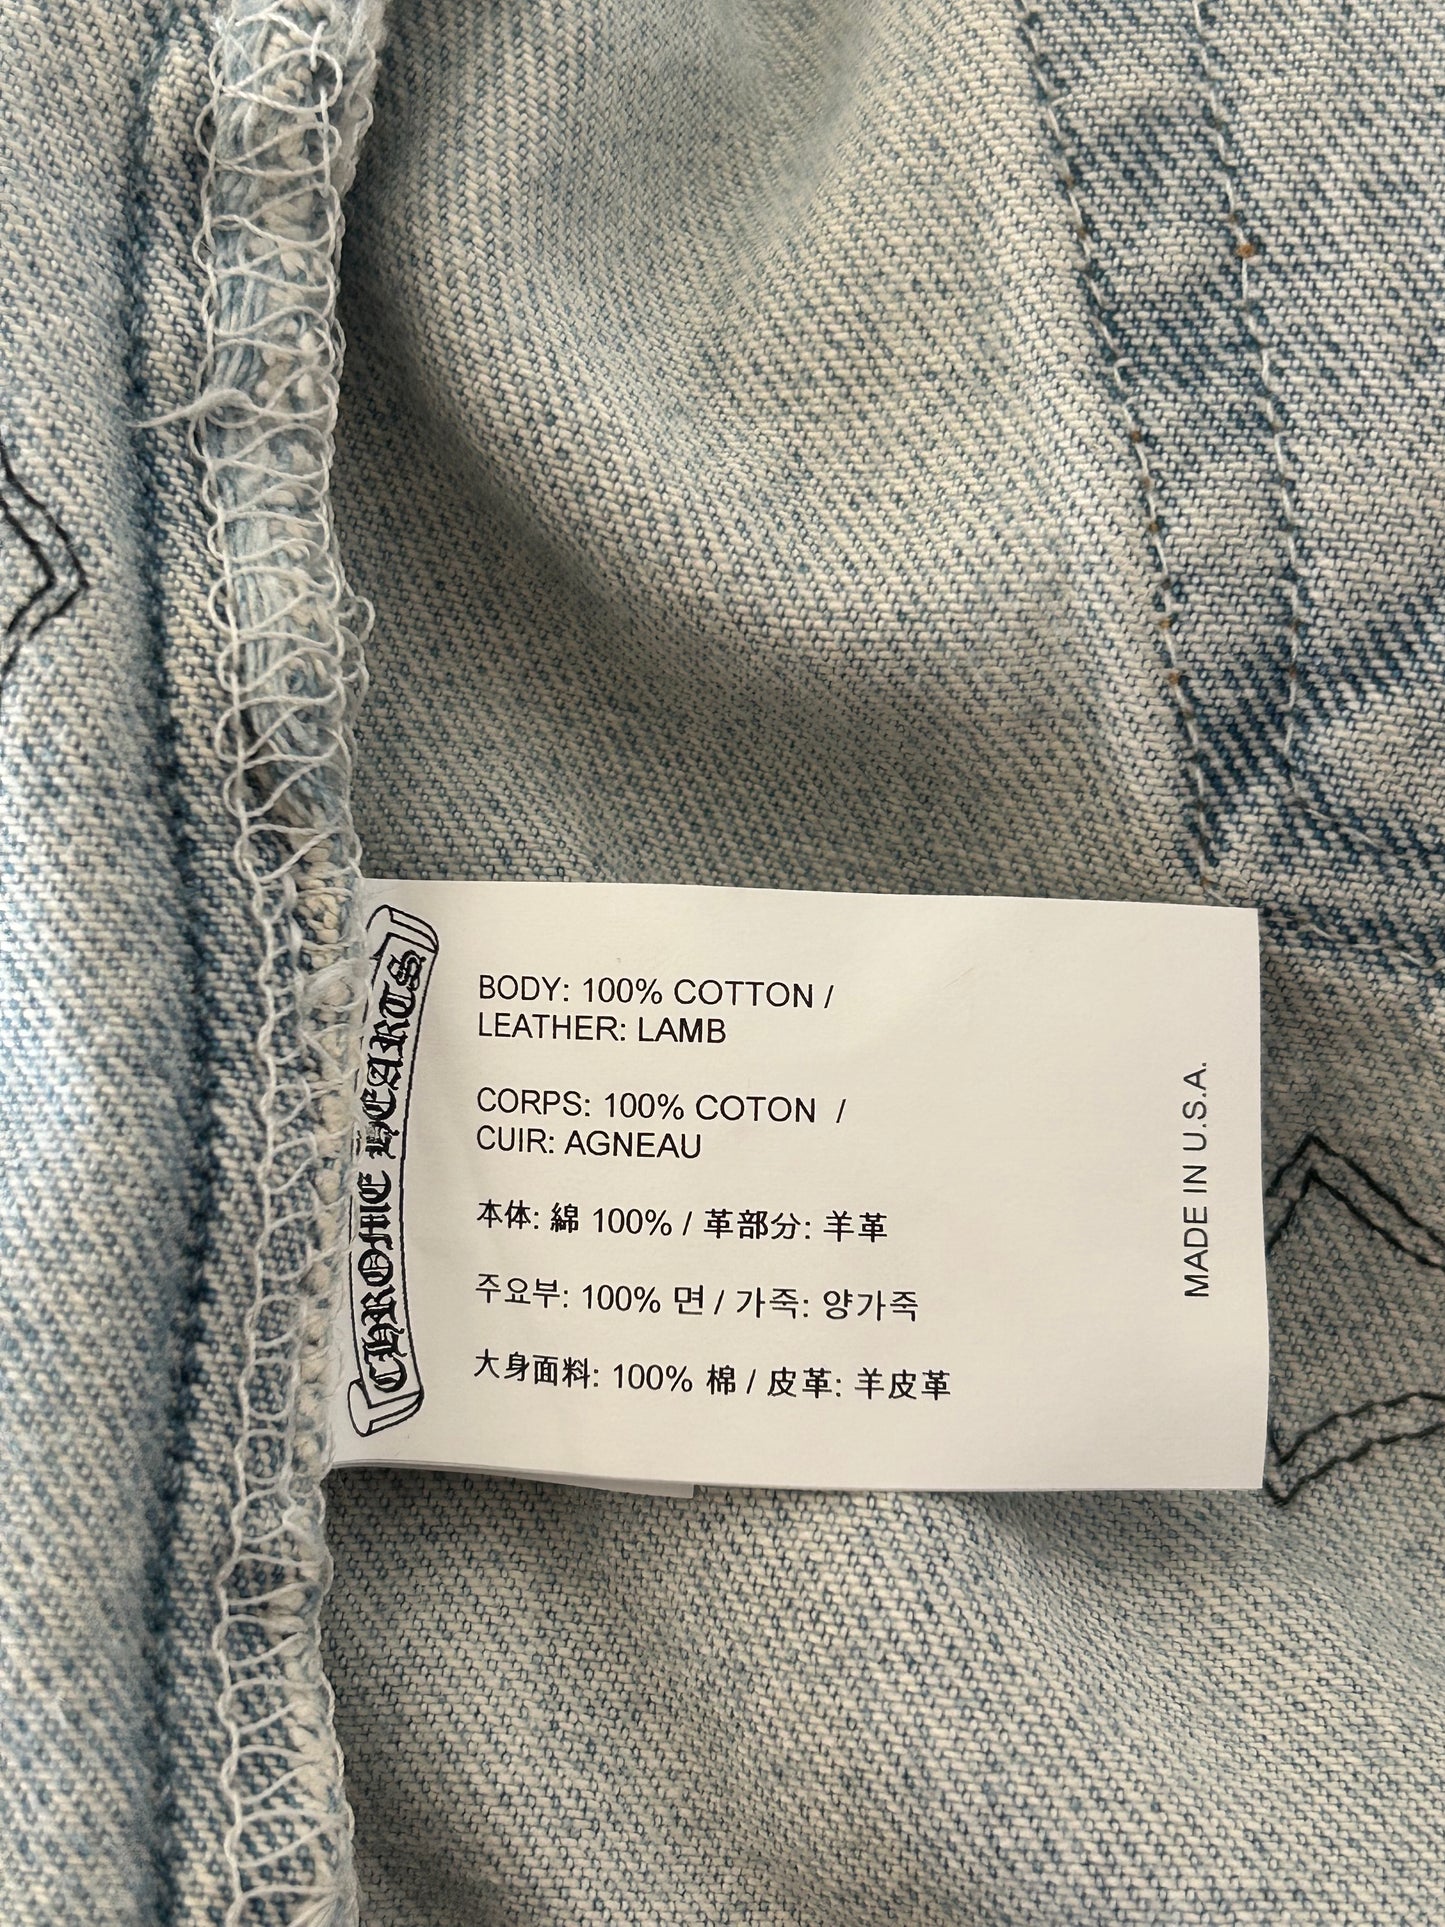 CHROME HEARTS
BODY: 100% COTTON /
LEATHER: LAMB
CORPS: 100% COTON /
CUIR: AGNEAU
本体: 綿 100% / 革部分: 羊革
주요부: 100% 면 / 가죽: 양가죽
大身面料: 100% 棉 / 皮革: 羊皮革
MADE IN U.S.A.